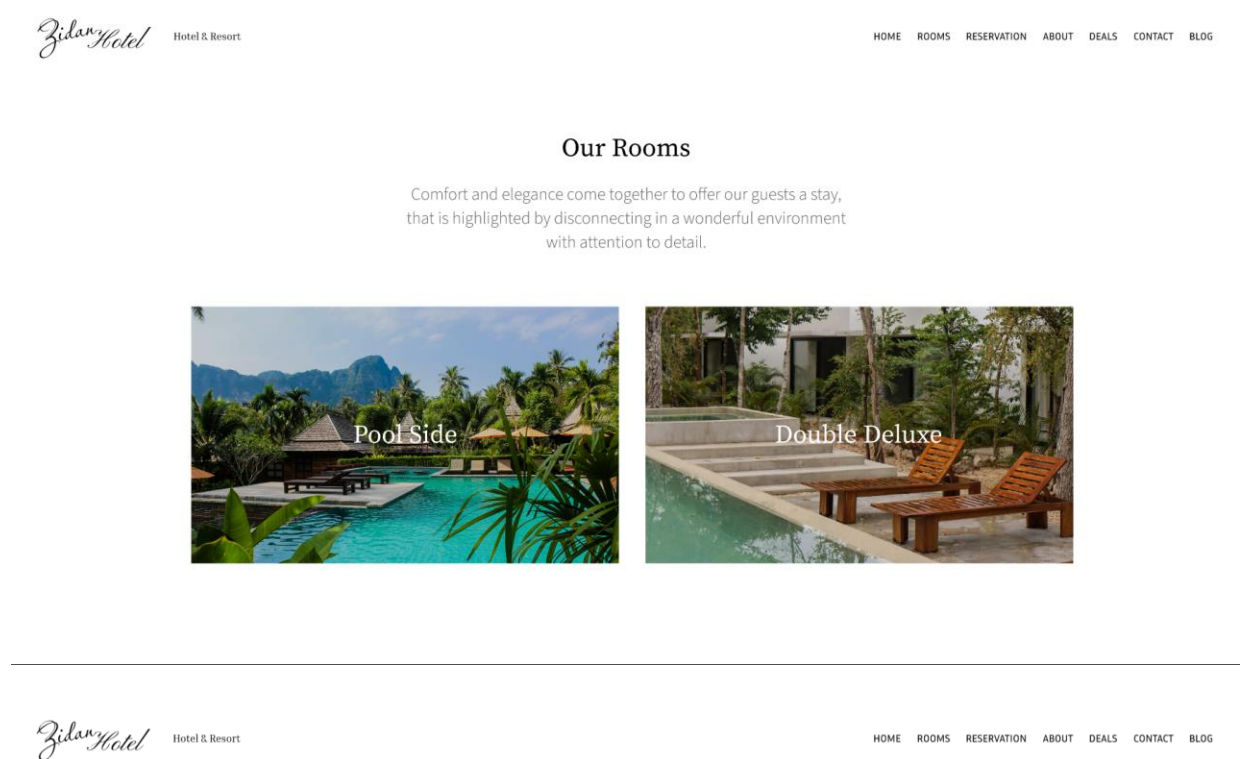 Zidan Hotel Hotel & Resort HOME ROOMS RESERVATION ABOUT DEALS CONTACT BLOG
Our Rooms
Comfort and elegance come together to offer our guests a stay,
that is highlighted by disconnecting in a wonderful environment
with attention to detail.
Pool Side Double Deluxe
Zidan Hotel Hotel & Resort HOME ROOMS RESERVATION ABOUT DEALS CONTACT BLOG